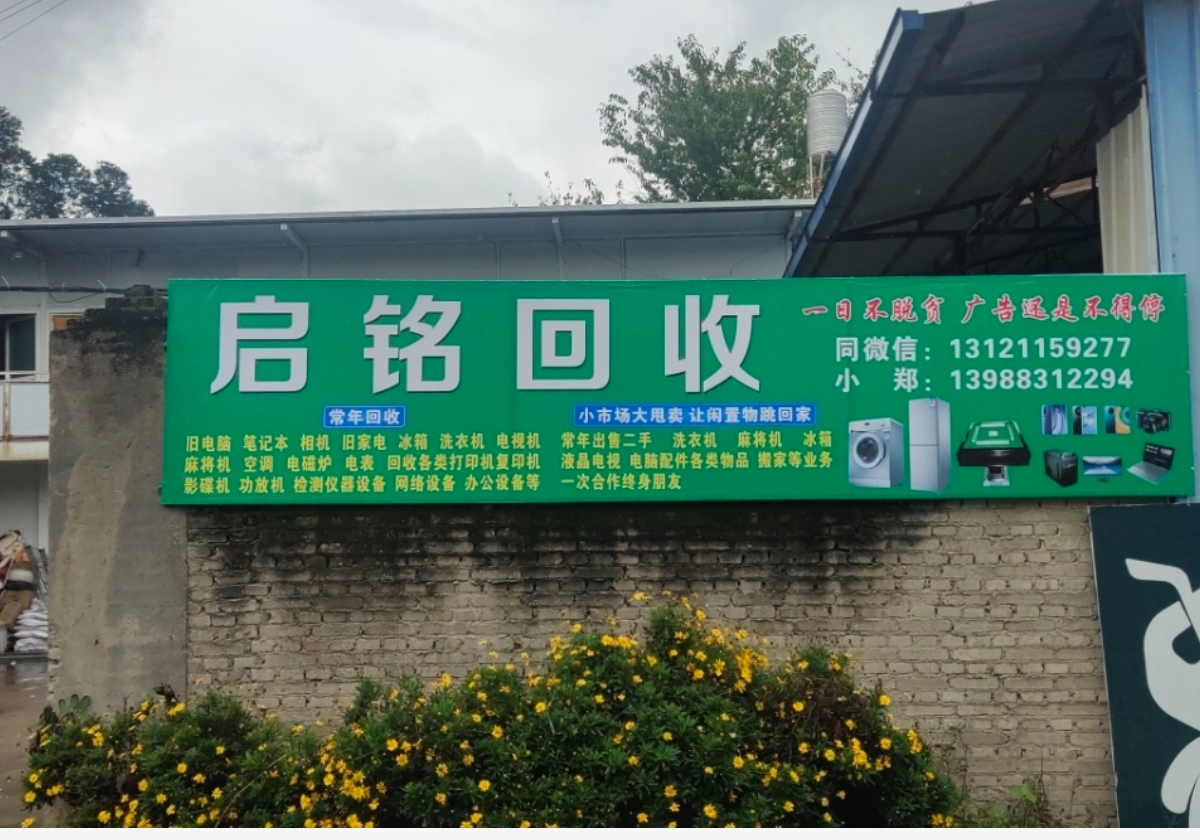 启铭回收
一日不脱贫 广告还是不得停
同微信：13121159277
小 郑：13988312294
常年回收
旧电脑 笔记本 相机 旧家电 冰箱 洗衣机 电视机
麻将机 空调 电磁炉 电表 回收各类打印机复印机
影碟机 功放机 检测仪器设备 网络设备 办公设备等
小市场大甩卖 让闲置物跳回家
常年出售二手 洗衣机 麻将机 冰箱
液晶电视 电脑配件各类物品 搬家等业务
一次合作终身朋友